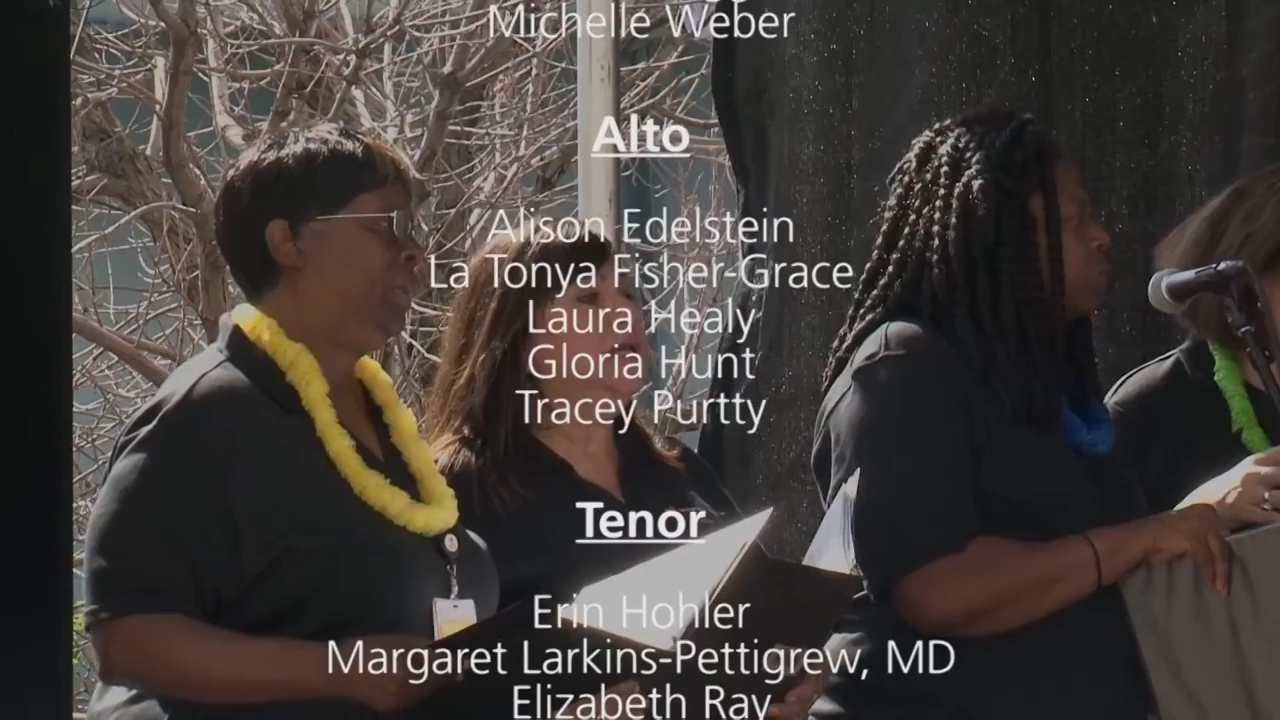 Michelle Weber
Alto
Alison Edelstein
La Tonya Fisher-Grace
Laura Healy
Gloria Hunt
Tracey Purtty
Tenor
Erin Hohler
Margaret Larkins-Pettigrew, MD
Elizabeth Ray